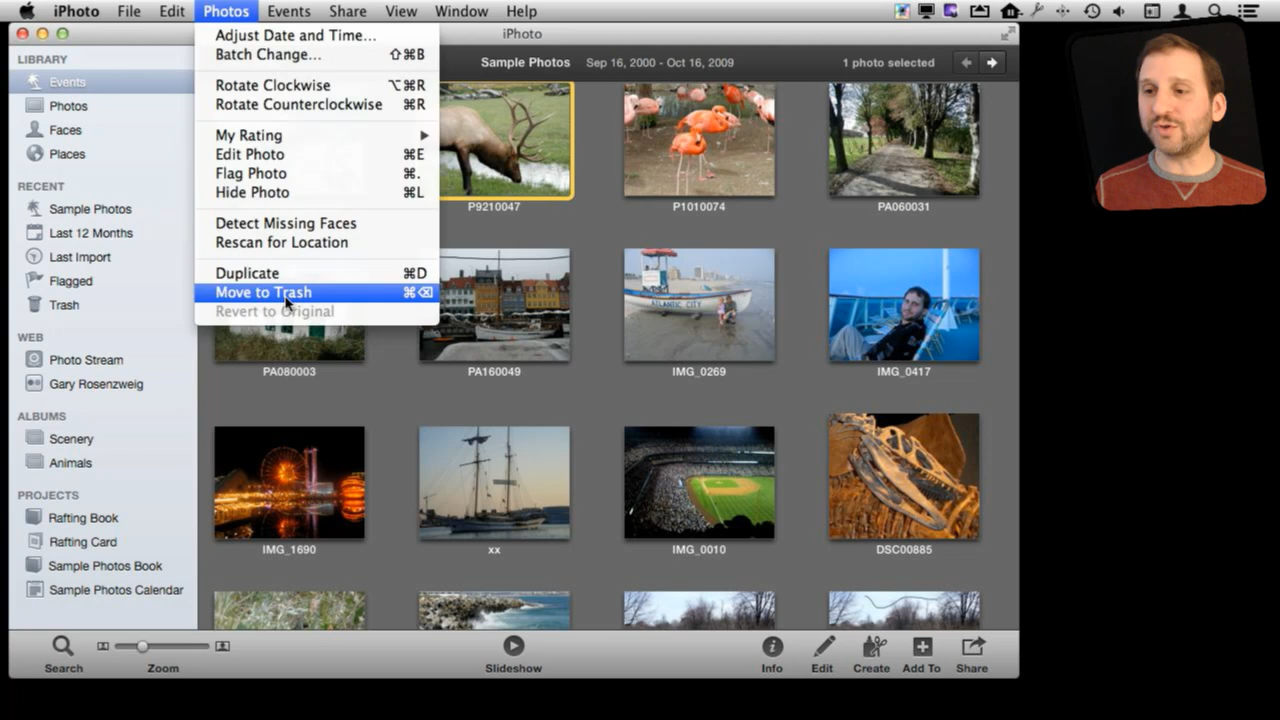 iPhoto File Edit Photos Events Share View Window Help
iPhoto
LIBRARY
Events
Photos
Faces
Places
RECENT
Sample Photos
Last 12 Months
Last Import
Flagged
Trash
WEB
Photo Stream
Gary Rosenzweig
ALBUMS
Scenery
Animals
PROJECTS
Rafting Book
Rafting Card
Sample Photos Book
Sample Photos Calendar
Adjust Date and Time...
Batch Change... ⇧⌘B
Rotate Clockwise ⌥⌘R
Rotate Counterclockwise ⌘R
My Rating ▶
Edit Photo ⌘E
Flag Photo ⌘.
Hide Photo ⌘L
Detect Missing Faces
Rescan for Location
Duplicate ⌘D
Move to Trash ⌘⌫
Revert to Original
Sample Photos Sep 16, 2000 - Oct 16, 2009 1 photo selected
P9210047 P1010074 PA060031
ATLANTIC CITY
PA080003 PA160049 IMG_0269 IMG_0417
IMG_1690 xx IMG_0010 DSC00885
Search Zoom Slideshow Info Edit Create Add To Share